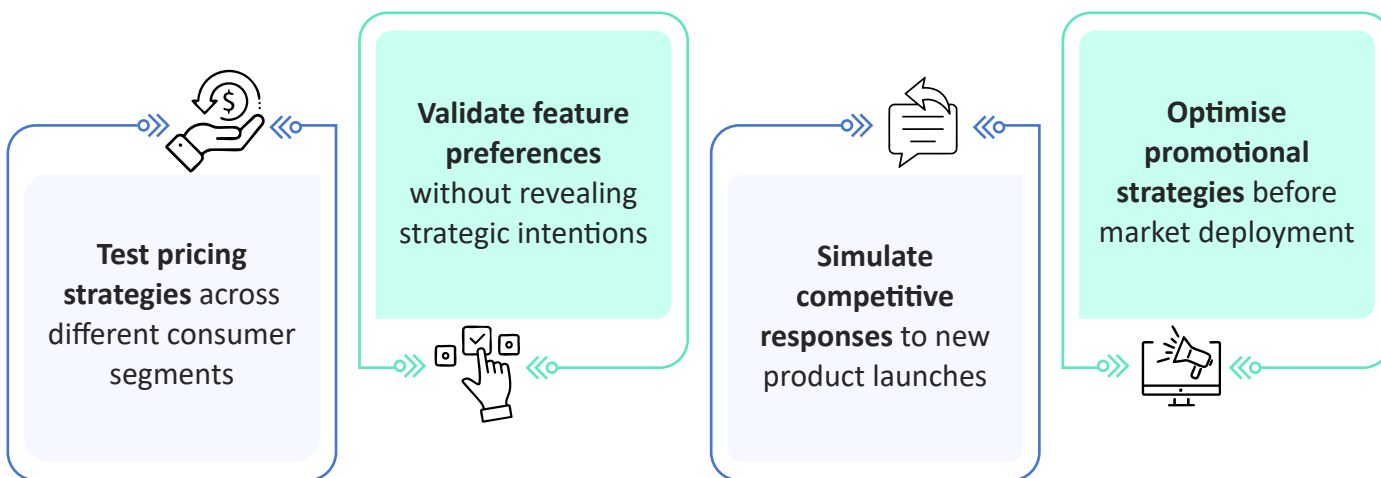 Test pricing
strategies across
different consumer
segments
Validate feature
preferences
without revealing
strategic intentions
Simulate
competitive
responses to new
product launches
Optimise
promotional
strategies before
market deployment